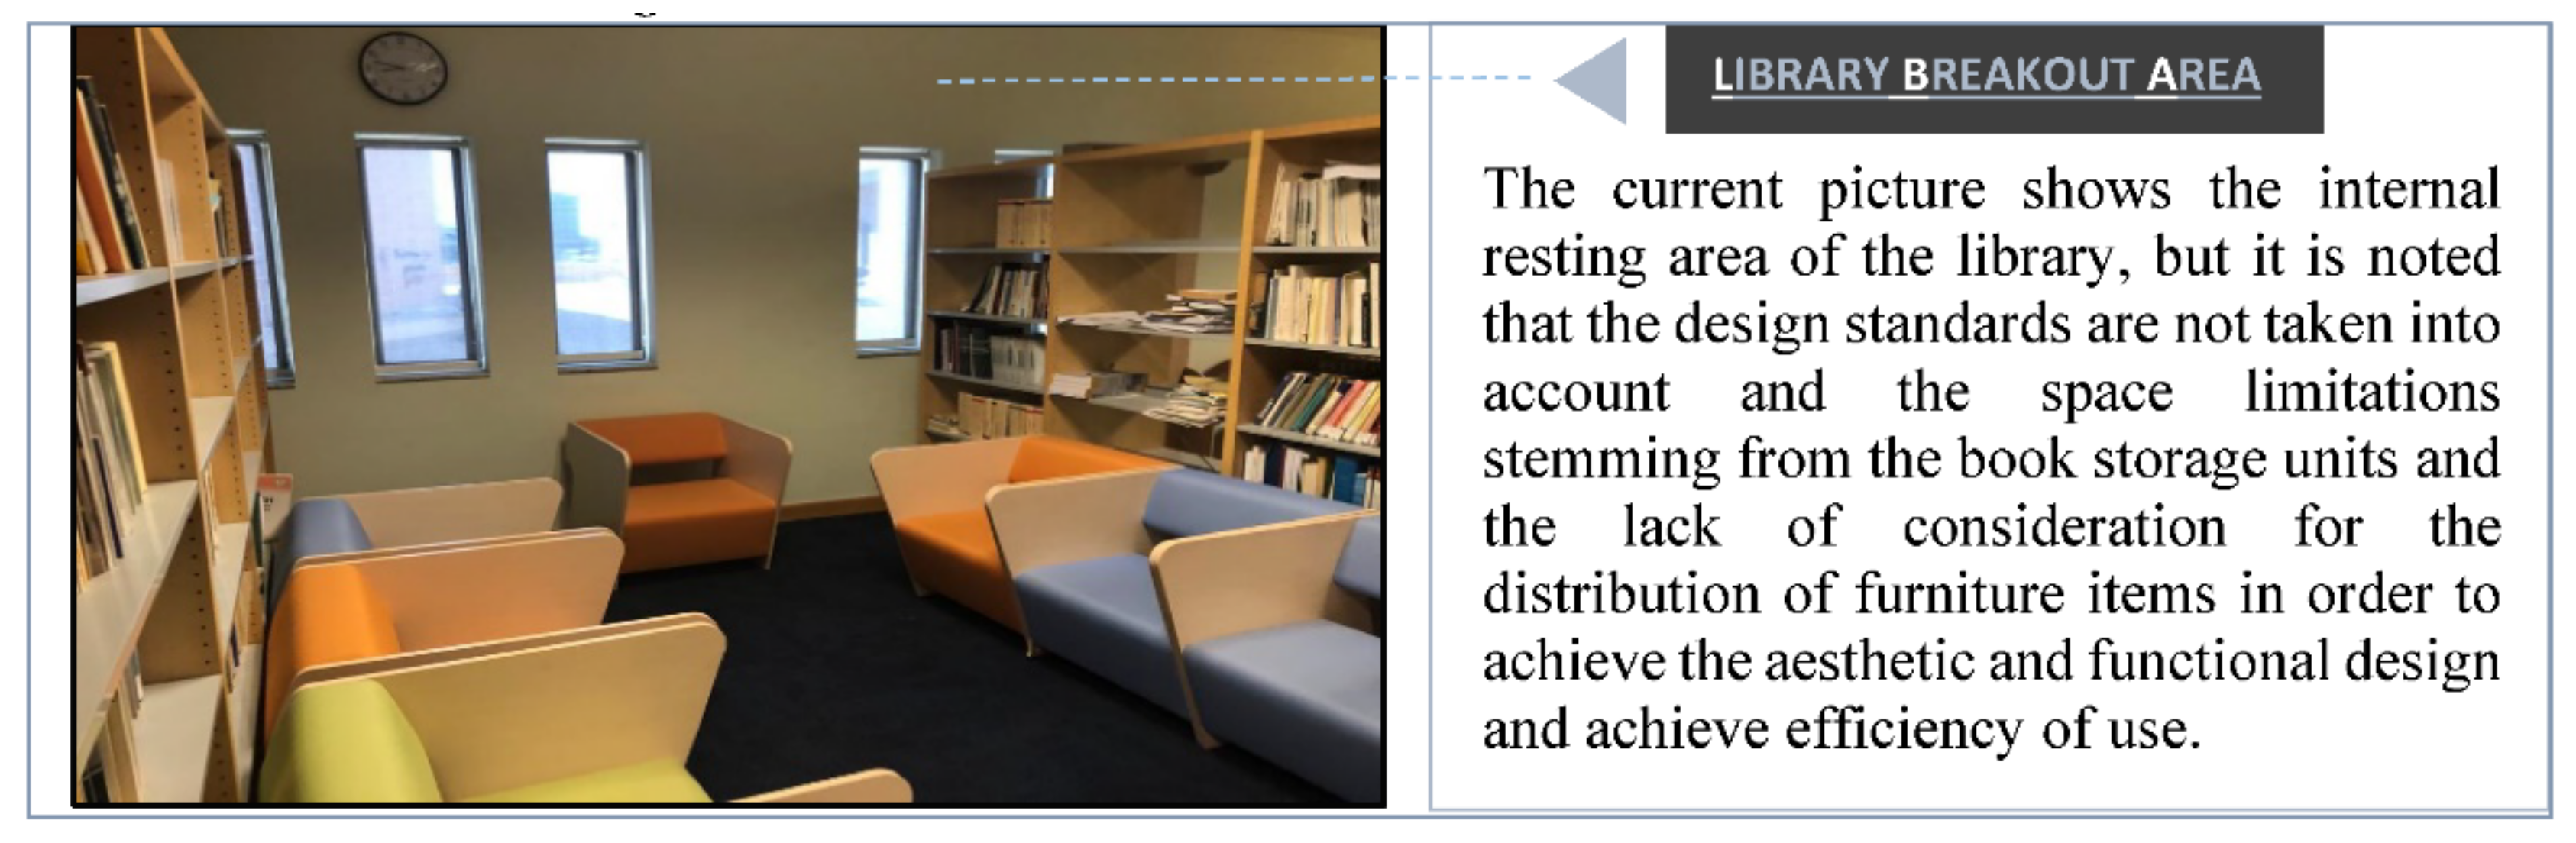 LIBRARY BREAKOUT AREA
The current picture shows the internal
resting area of the library, but it is noted
that the design standards are not taken into
account and the space limitations
stemming from the book storage units and
the lack of consideration for the
distribution of furniture items in order to
achieve the aesthetic and functional design
and achieve efficiency of use.